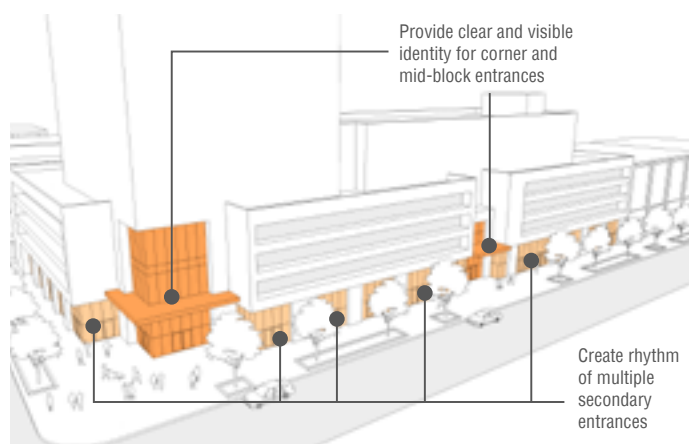 Provide clear and visible
identity for corner and
mid-block entrances
Create rhythm
of multiple
secondary
entrances